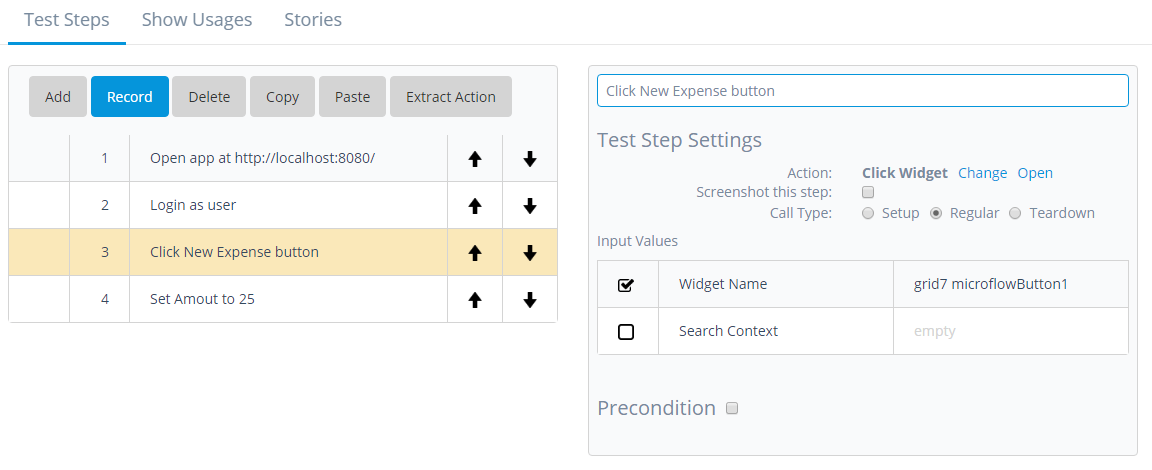 Test Steps Show Usages Stories
Add Record Delete Copy Paste Extract Action
1 Open app at http://localhost:8080/
2 Login as user
3 Click New Expense button
4 Set Amout to 25
Click New Expense button
Test Step Settings
Action: Click Widget Change Open
Screenshot this step:
Call Type: Setup Regular Teardown
Input Values
Widget Name grid7 microflowButton1
Search Context empty
Precondition